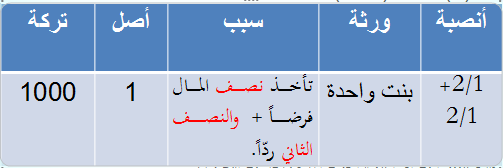 أنصبة ورثة سبب أصل تركة
2/1+
2/1
بنت واحدة
تأخذ نصف المال
فرضاً + والنصف
الثاني ردّاً.
1
1000